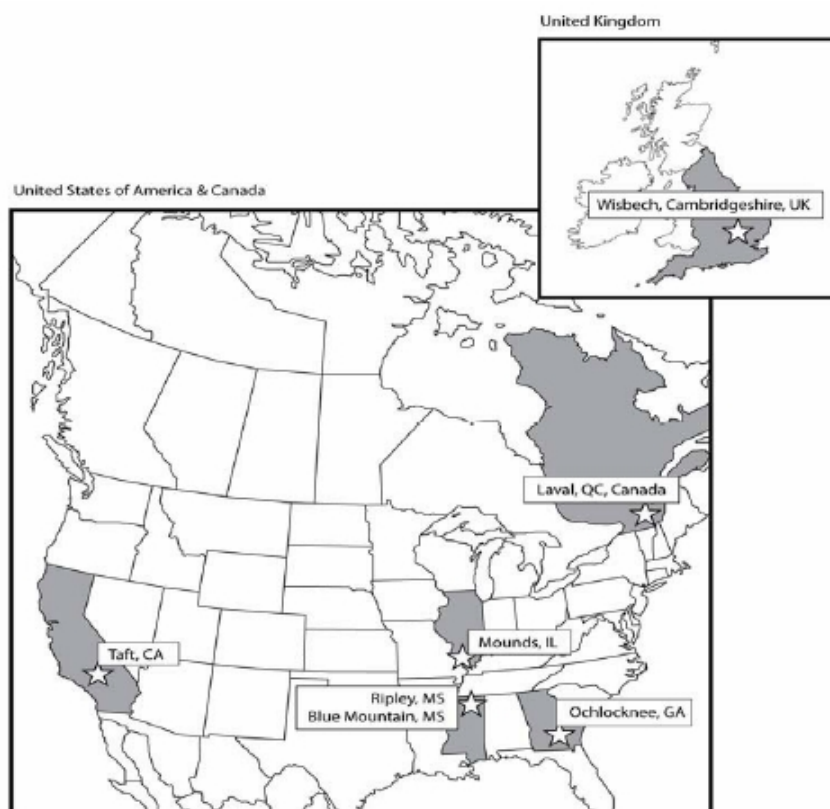 United Kingdom
Wisbech, Cambridgeshire, UK
United States of America & Canada
Laval, QC, Canada
Mounds, IL
Taft, CA
Ripley, MS
Blue Mountain, MS
Ochlocknee, GA